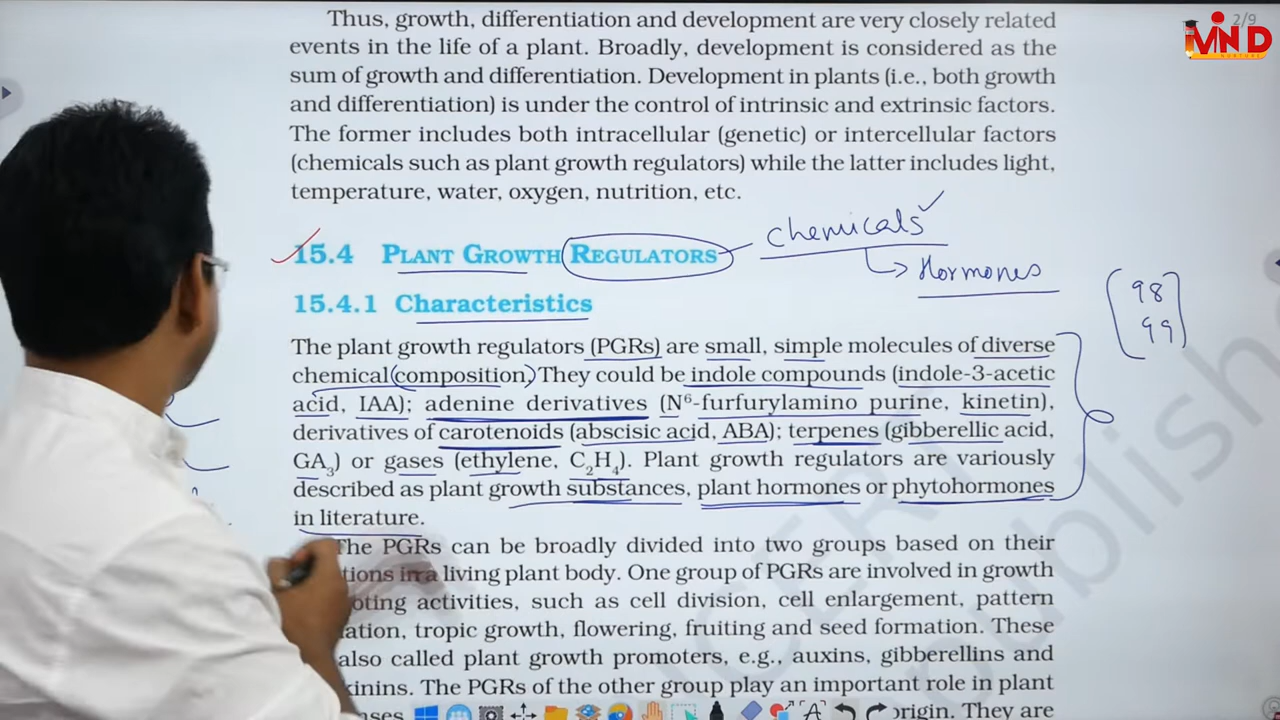 2/9
MIND
Thus, growth, differentiation and development are very closely related
events in the life of a plant. Broadly, development is considered as the
sum of growth and differentiation. Development in plants (i.e., both growth
and differentiation) is under the control of intrinsic and extrinsic factors.
The former includes both intracellular (genetic) or intercellular factors
(chemicals such as plant growth regulators) while the latter includes light,
temperature, water, oxygen, nutrition, etc.
15.4 PLANT GROWTH REGULATORS
chemicals
Hormones
15.4.1 Characteristics
98
99
The plant growth regulators (PGRs) are small, simple molecules of diverse
chemical composition. They could be indole compounds (indole-3-acetic
acid, IAA); adenine derivatives (N⁶-furfurylamino purine, kinetin),
derivatives of carotenoids (abscisic acid, ABA); terpenes (gibberellic acid,
GA₃) or gases (ethylene, C₂H₄). Plant growth regulators are variously
described as plant growth substances, plant hormones or phytohormones
in literature.
The PGRs can be broadly divided into two groups based on their
tions in a living plant body. One group of PGRs are involved in growth
oting activities, such as cell division, cell enlargement, pattern
ation, tropic growth, flowering, fruiting and seed formation. These
also called plant growth promoters, e.g., auxins, gibberellins and
kinins. The PGRs of the other group play an important role in plant
origin. They are